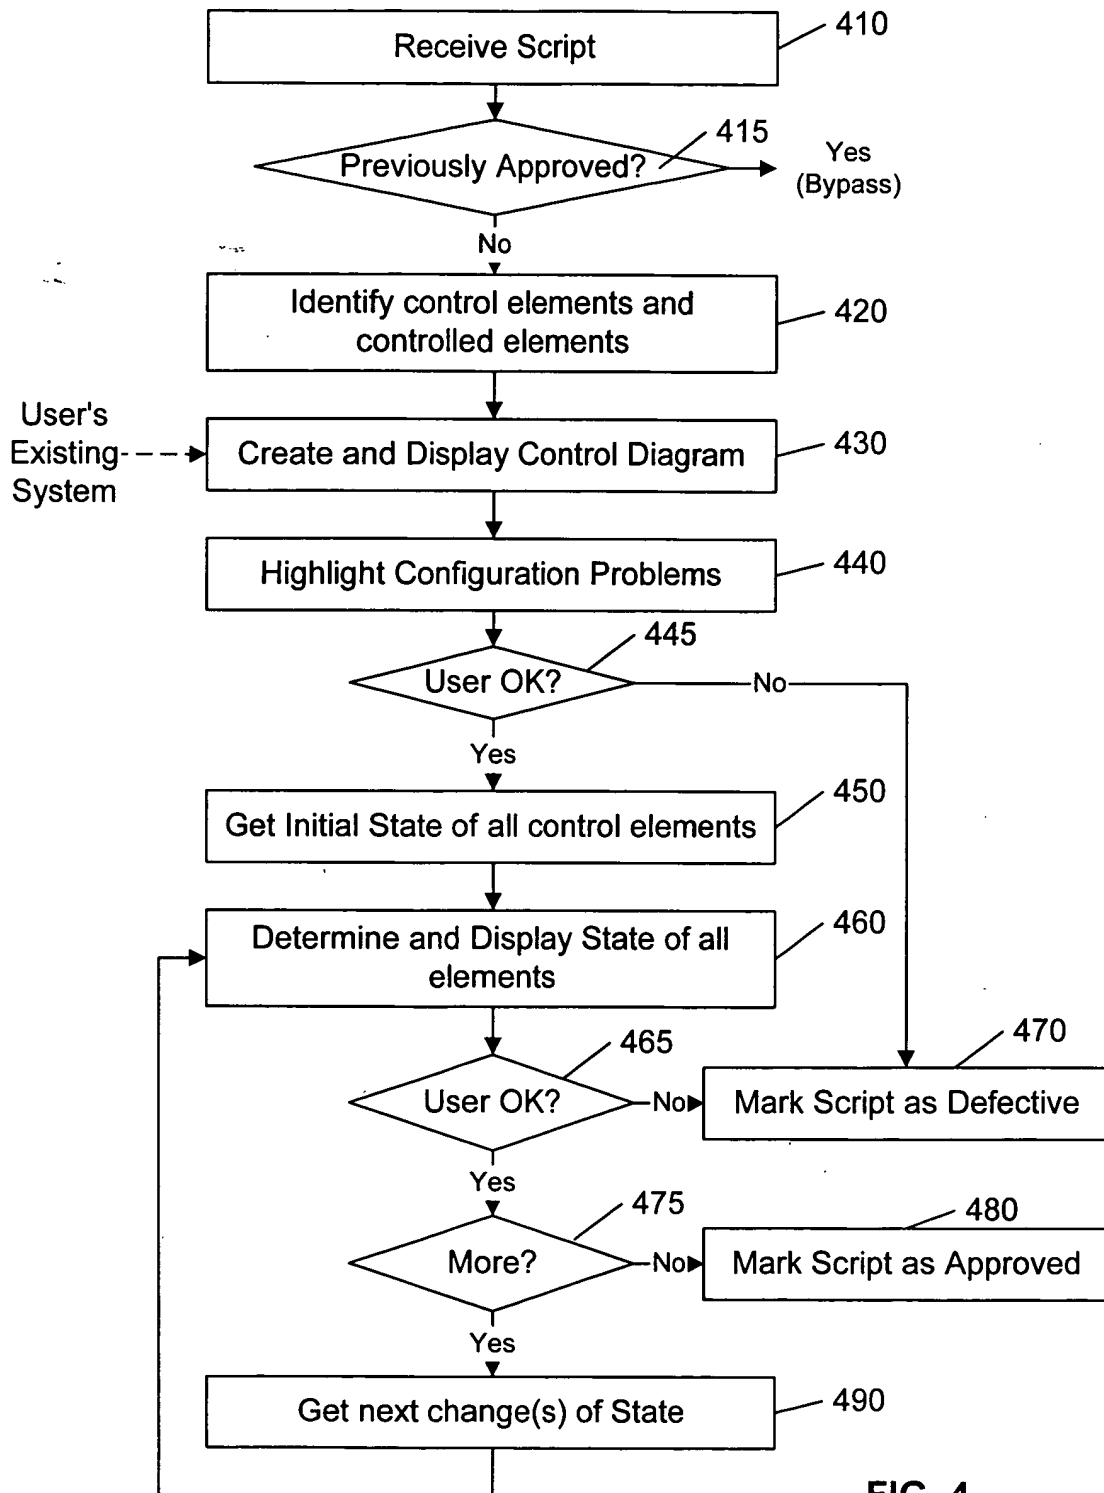 Receive Script
410
Previously Approved?
415
Yes
(Bypass)
No
Identify control elements and
controlled elements
420
User's
Existing
System
Create and Display Control Diagram
430
Highlight Configuration Problems
440
445
User OK?
No
Yes
Get Initial State of all control elements
450
Determine and Display State of all
elements
460
465
User OK?
No
470
Mark Script as Defective
Yes
475
More?
No
480
Mark Script as Approved
Yes
Get next change(s) of State
490
FIG. 4